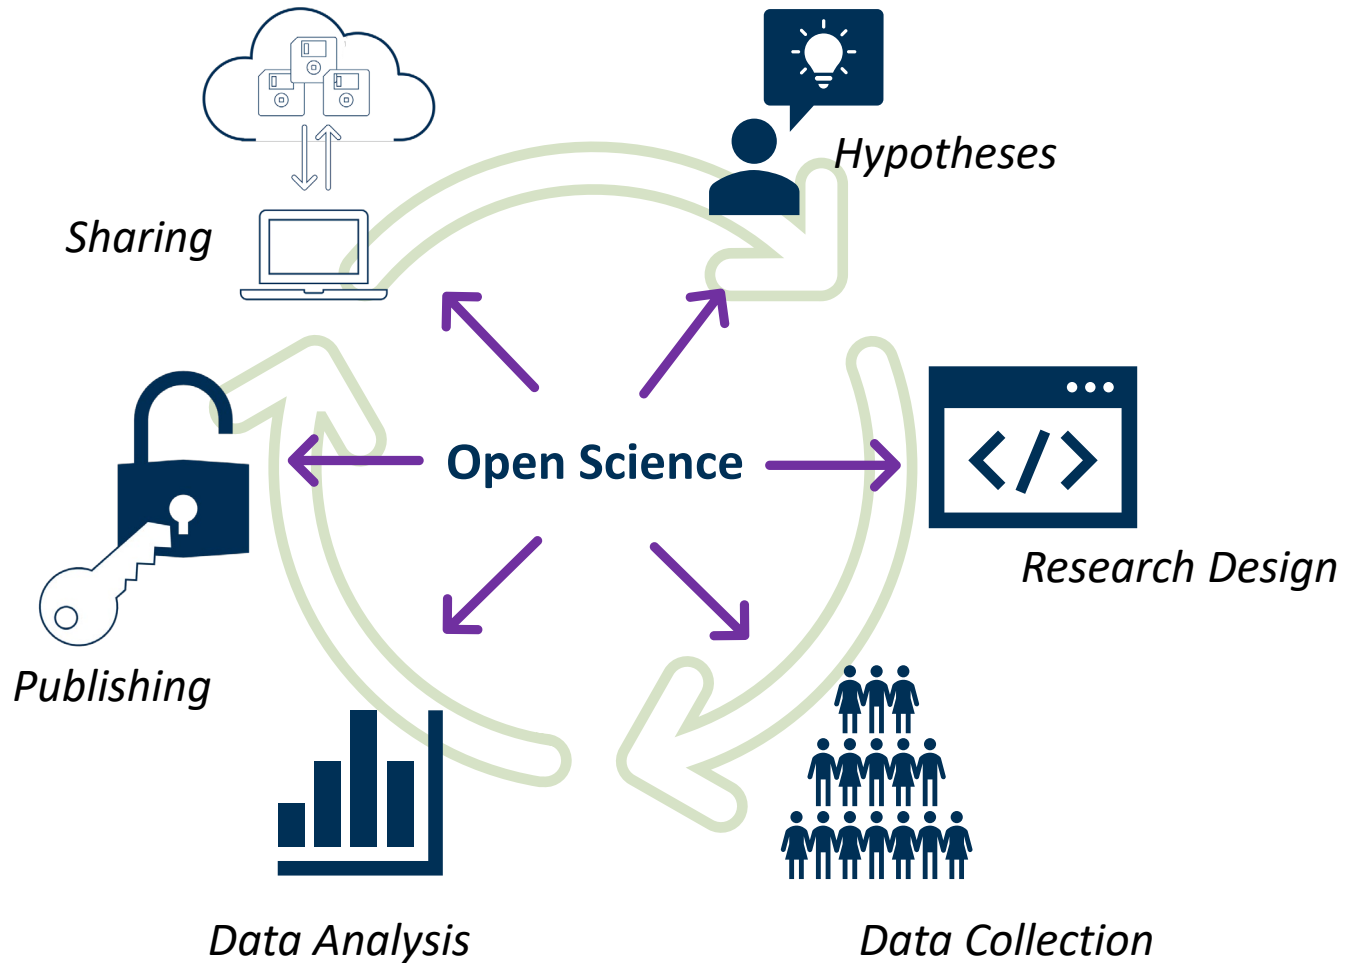 Hypotheses
Sharing
Open Science
</>
Research Design
Publishing
Data Analysis
Data Collection